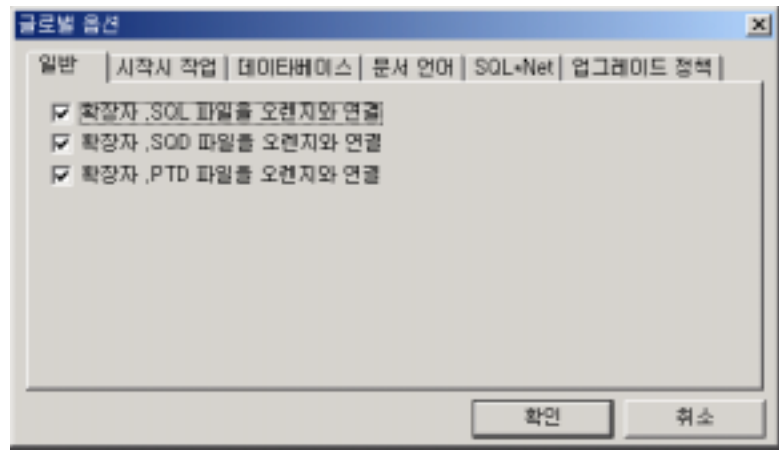 글로벌 옵션
일반 시작시 작업 데이타베이스 문서 언어 SQL*Net 업그레이드 정책
확장자 .SQL 파일을 오렌지와 연결
확장자 .SQD 파일을 오렌지와 연결
확장자 .PTD 파일을 오렌지와 연결
확인 취소